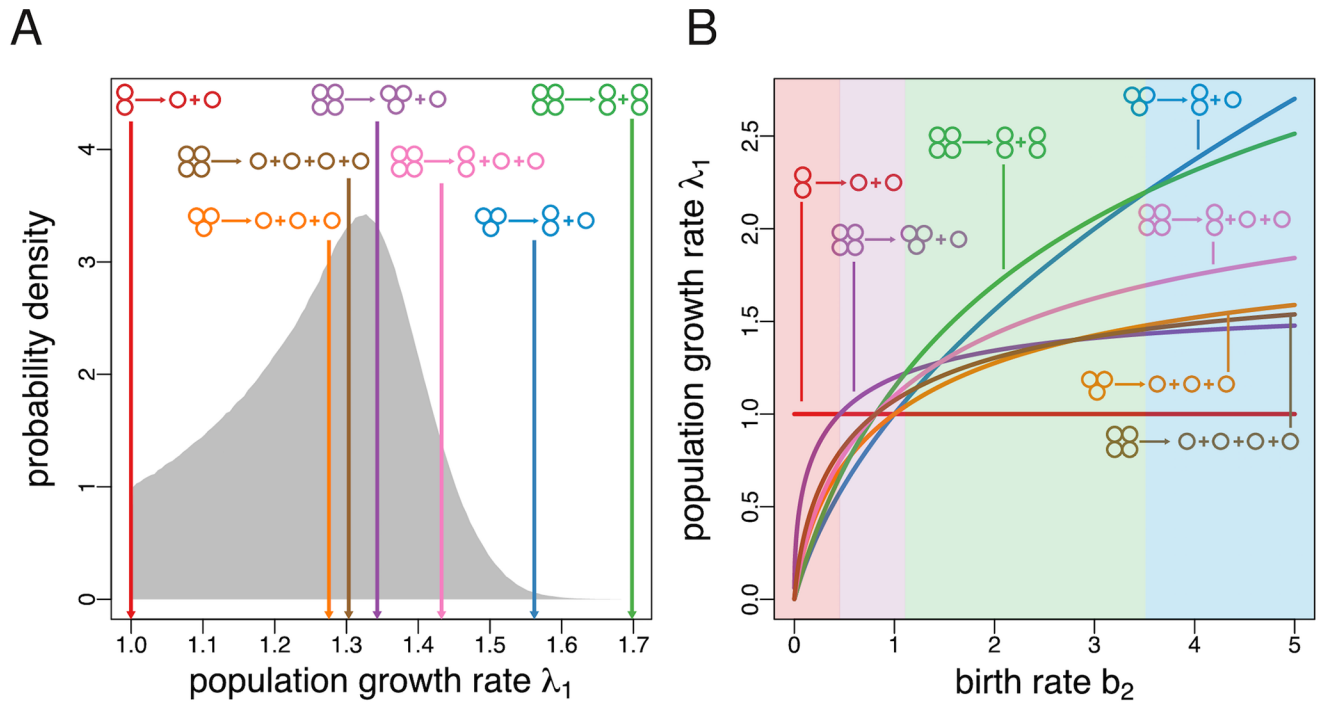 A
B
probability density
4
3
2
1
0
+
+
+
+ + +
+ +
+ +
+
1.0 1.1 1.2 1.3 1.4 1.5 1.6 1.7
population growth rate λ1
population growth rate λ1
2.5
2.0
1.5
1.0
0.5
0.0
+
+
+
+
+ +
+ +
+ + +
0 1 2 3 4 5
birth rate b2